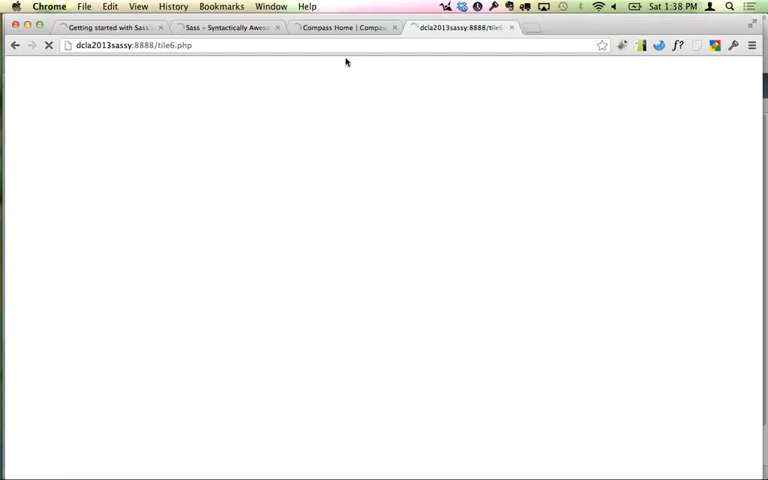 Chrome File Edit View History Bookmarks Window Help Sat 1:38 PM
Getting started with Sass Sass - Syntactically Awes Compass Home | Compas dcla2013sassy:8888/tile6
dcla2013sassy:8888/tile6.php f?